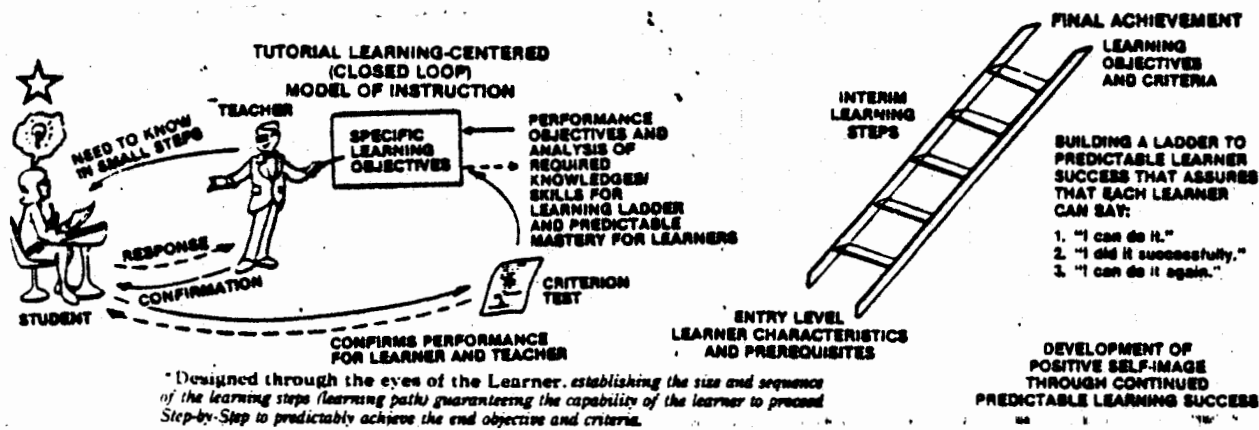 TUTORIAL LEARNING-CENTERED
(CLOSED LOOP)
MODEL OF INSTRUCTION
TEACHER
NEED TO KNOW
IN SMALL STEPS
SPECIFIC
LEARNING
OBJECTIVES
PERFORMANCE
OBJECTIVES AND
ANALYSIS OF
REQUIRED
KNOWLEDGES/
SKILLS FOR
LEARNING LADDER
AND PREDICTABLE
MASTERY FOR LEARNERS
RESPONSE
CONFIRMATION
STUDENT
CRITERION
TEST
CONFIRMS PERFORMANCE
FOR LEARNER AND TEACHER
FINAL ACHIEVEMENT
LEARNING
OBJECTIVES
AND CRITERIA
INTERIM
LEARNING
STEPS
BUILDING A LADDER TO
PREDICTABLE LEARNER
SUCCESS THAT ASSURES
THAT EACH LEARNER
CAN SAY:
1. "I can do it."
2. "I did it successfully."
3. "I can do it again."
ENTRY LEVEL
LEARNER CHARACTERISTICS
AND PREREQUISITES
DEVELOPMENT OF
POSITIVE SELF-IMAGE
THROUGH CONTINUED
PREDICTABLE LEARNING SUCCESS
* Designed through the eyes of the Learner, establishing the size and sequence
of the learning steps (learning path) guaranteeing the capability of the learner to proceed
Step-by-Step to predictably achieve the end objective and criteria.